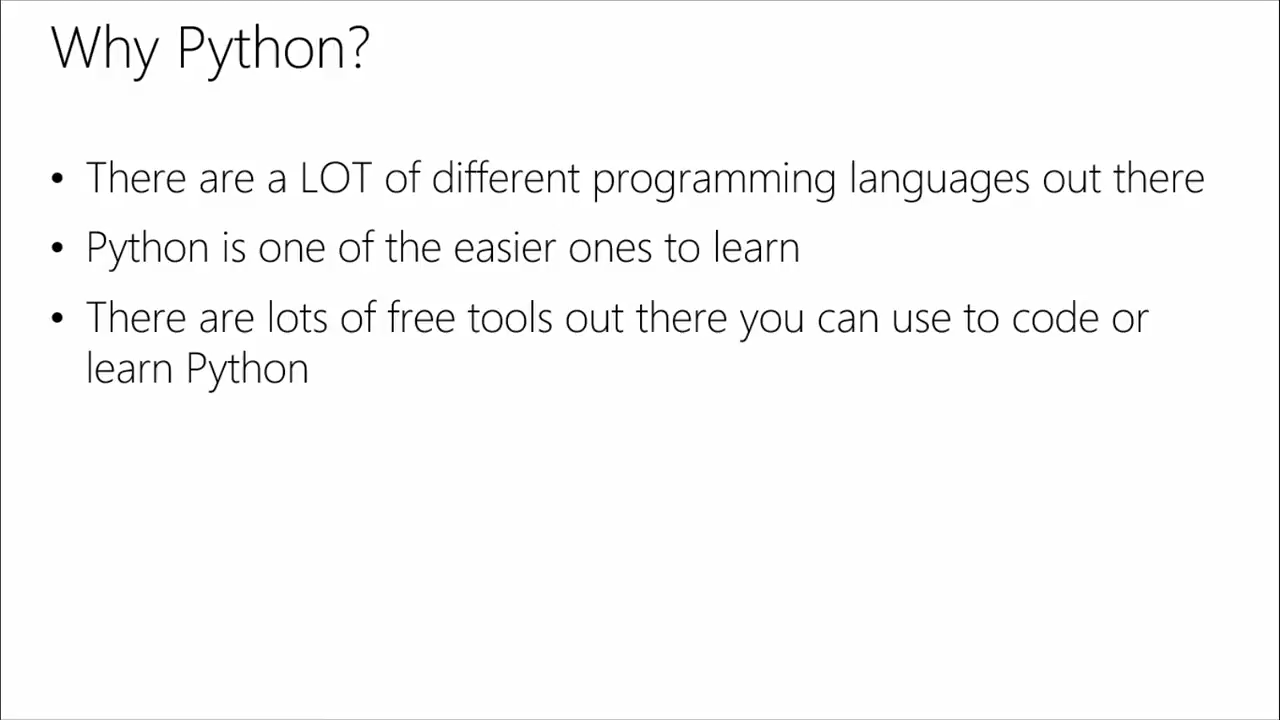 Why Python?
• There are a LOT of different programming languages out there
• Python is one of the easier ones to learn
• There are lots of free tools out there you can use to code or
learn Python